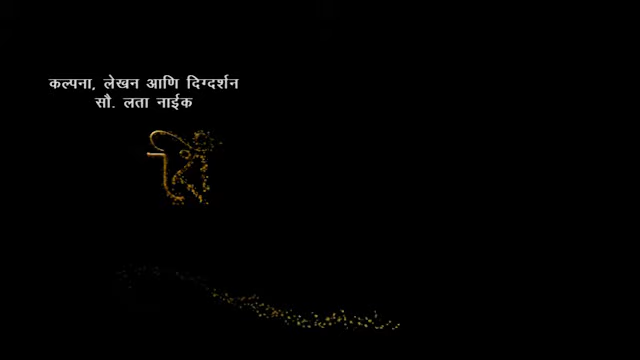 कल्पना, लेखन आणि दिग्दर्शन
सौ. लता नाईक